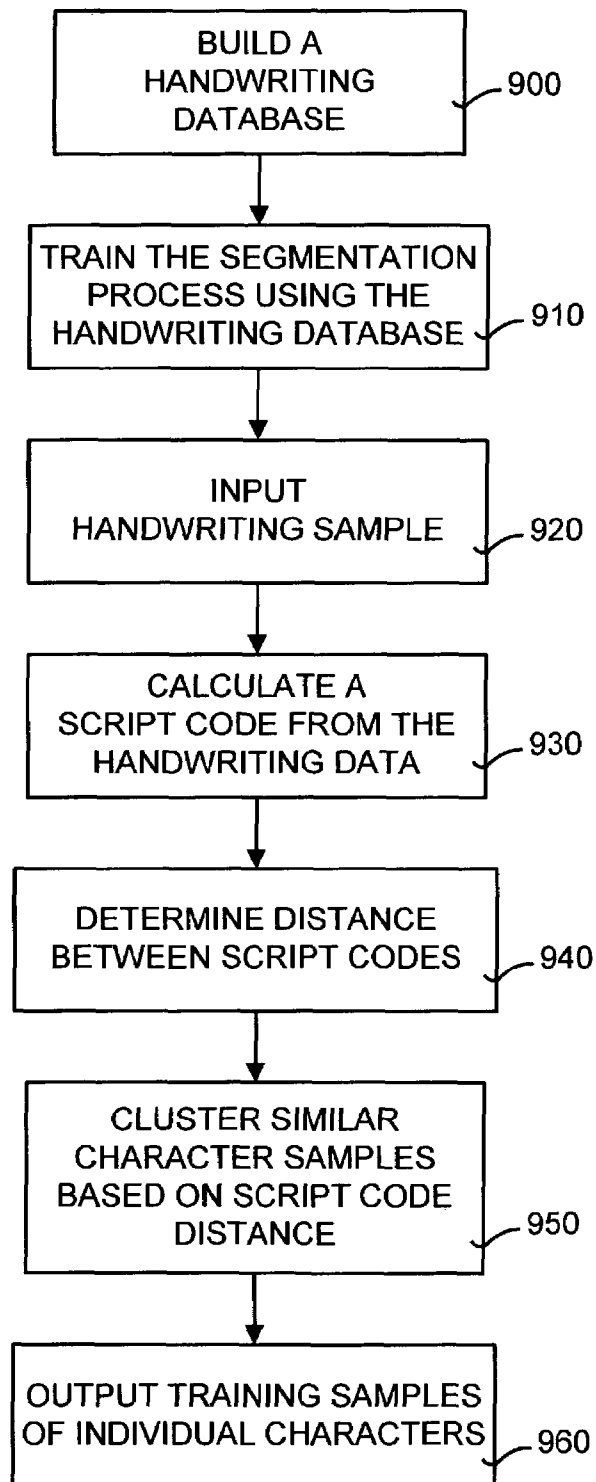 BUILD A
HANDWRITING
DATABASE
900
TRAIN THE SEGMENTATION
PROCESS USING THE
HANDWRITING DATABASE
910
INPUT
HANDWRITING SAMPLE
920
CALCULATE A
SCRIPT CODE FROM THE
HANDWRITING DATA
930
DETERMINE DISTANCE
BETWEEN SCRIPT CODES
940
CLUSTER SIMILAR
CHARACTER SAMPLES
BASED ON SCRIPT CODE
DISTANCE
950
OUTPUT TRAINING SAMPLES
OF INDIVIDUAL CHARACTERS
960